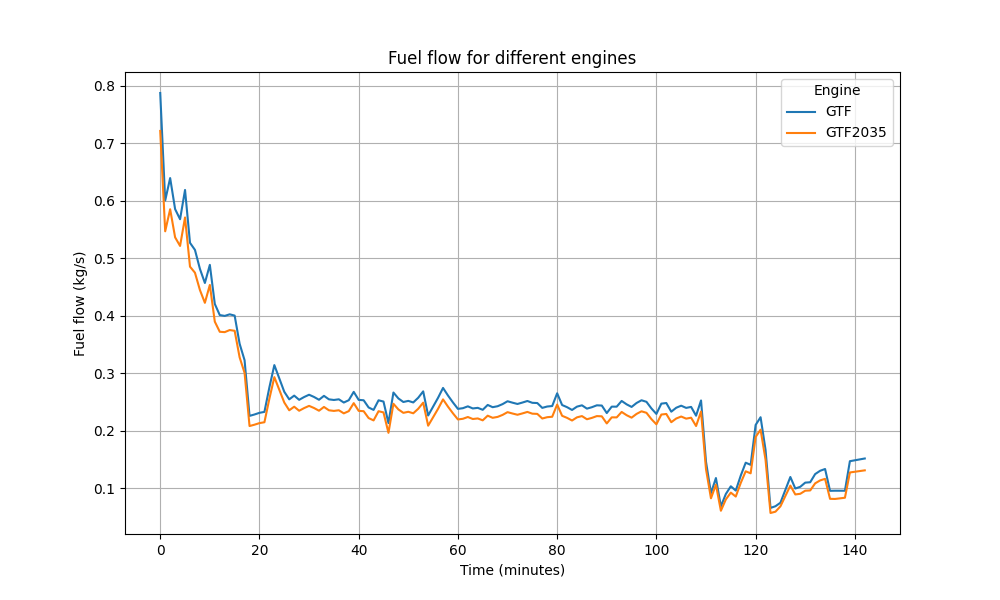 Fuel flow for different engines
Engine
GTF
GTF2035
Fuel flow (kg/s)
0.8
0.7
0.6
0.5
0.4
0.3
0.2
0.1
0 20 40 60 80 100 120 140
Time (minutes)